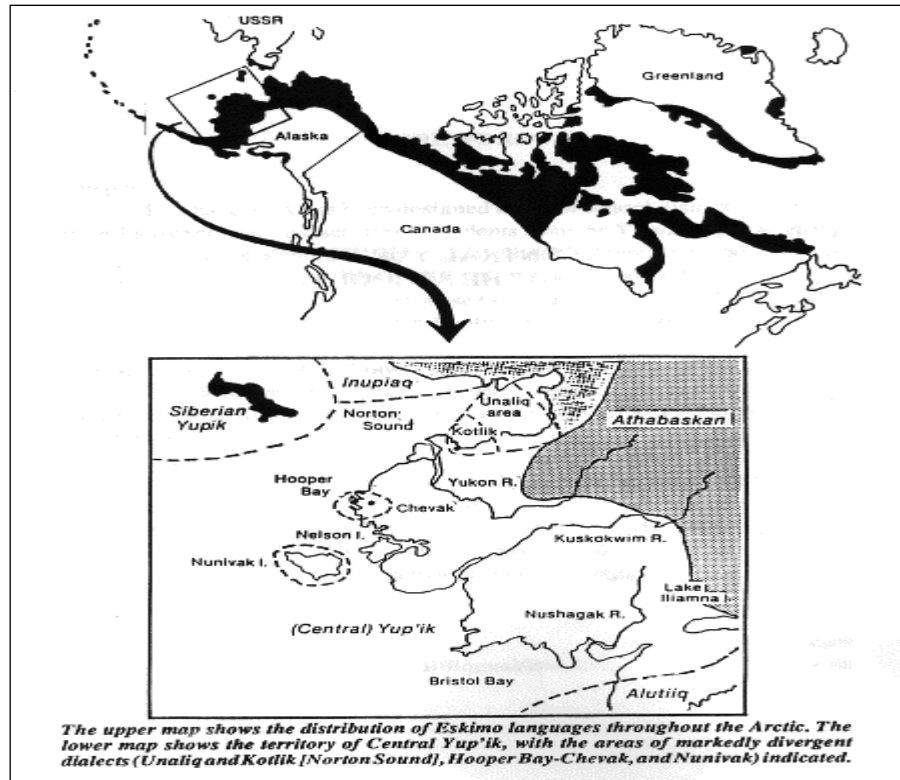 USSR
Greenland
Alaska
Canada
Inupiaq
Siberian
Yupik
Norton
Sound
Unaliq
area
Kotlik
Athabaskan
Hooper
Bay
Yukon R.
Chevak
Nelson I.
Kuskokwim R.
Nunivak I.
Lake
Iliamna
Nushagak R.
(Central) Yup'ik
Bristol Bay
Alutiiq
The upper map shows the distribution of Eskimo languages throughout the Arctic. The
lower map shows the territory of Central Yup'ik, with the areas of markedly divergent
dialects (Unaliq and Kotlik [Norton Sound], Hooper Bay-Chevak, and Nunivak) indicated.